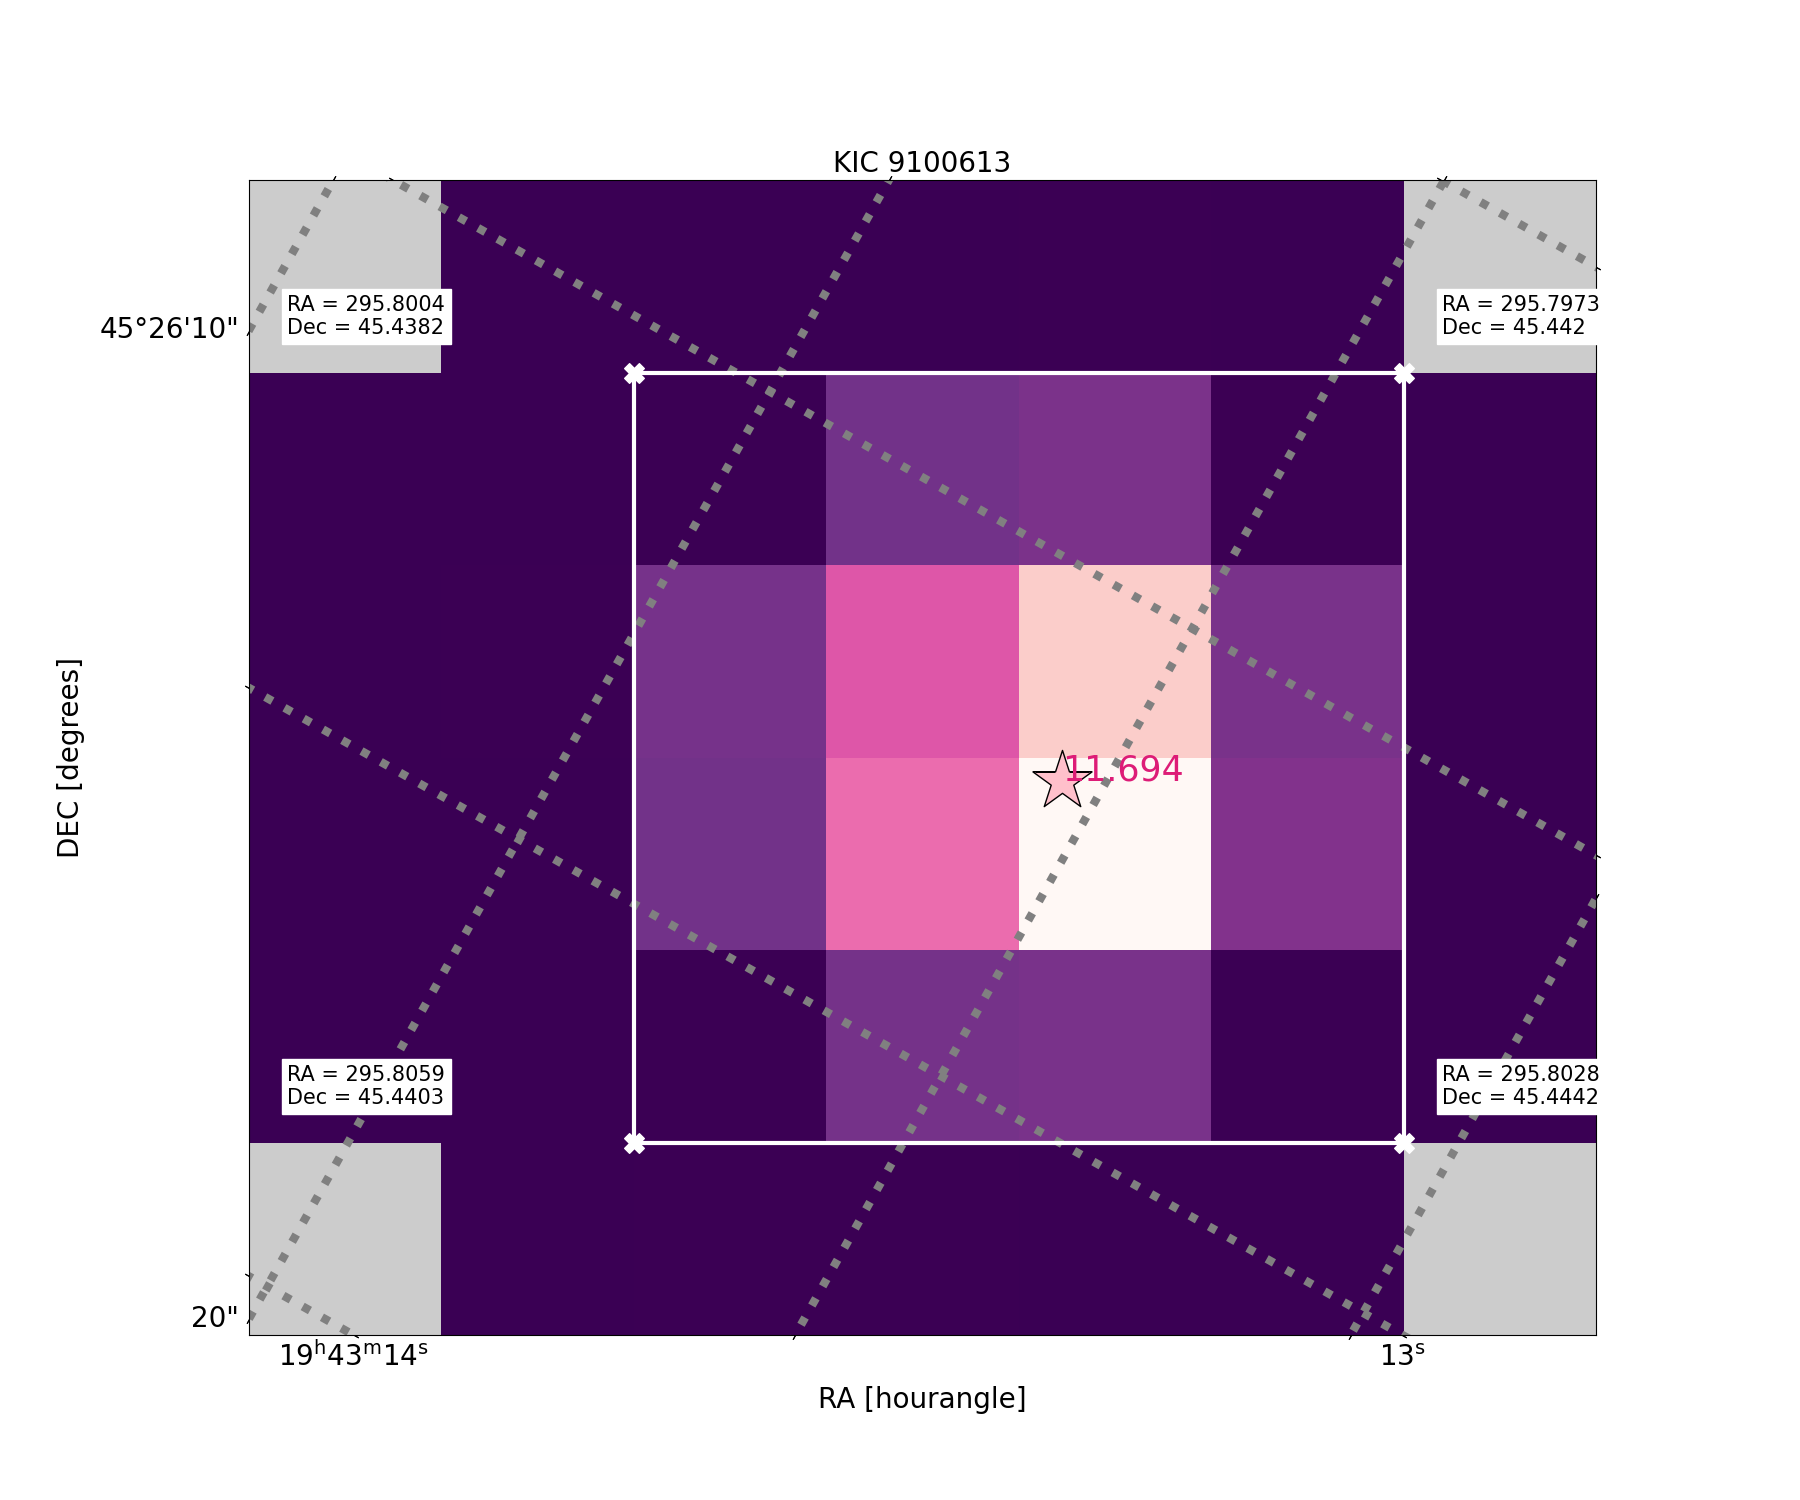 KIC 9100613
RA = 295.8004
Dec = 45.4382
RA = 295.7973
Dec = 45.442
45°26'10"
11.694
DEC [degrees]
RA = 295.8059
Dec = 45.4403
RA = 295.8028
Dec = 45.4442
20"
19ʰ43ᵐ14ˢ
13ˢ
RA [hourangle]